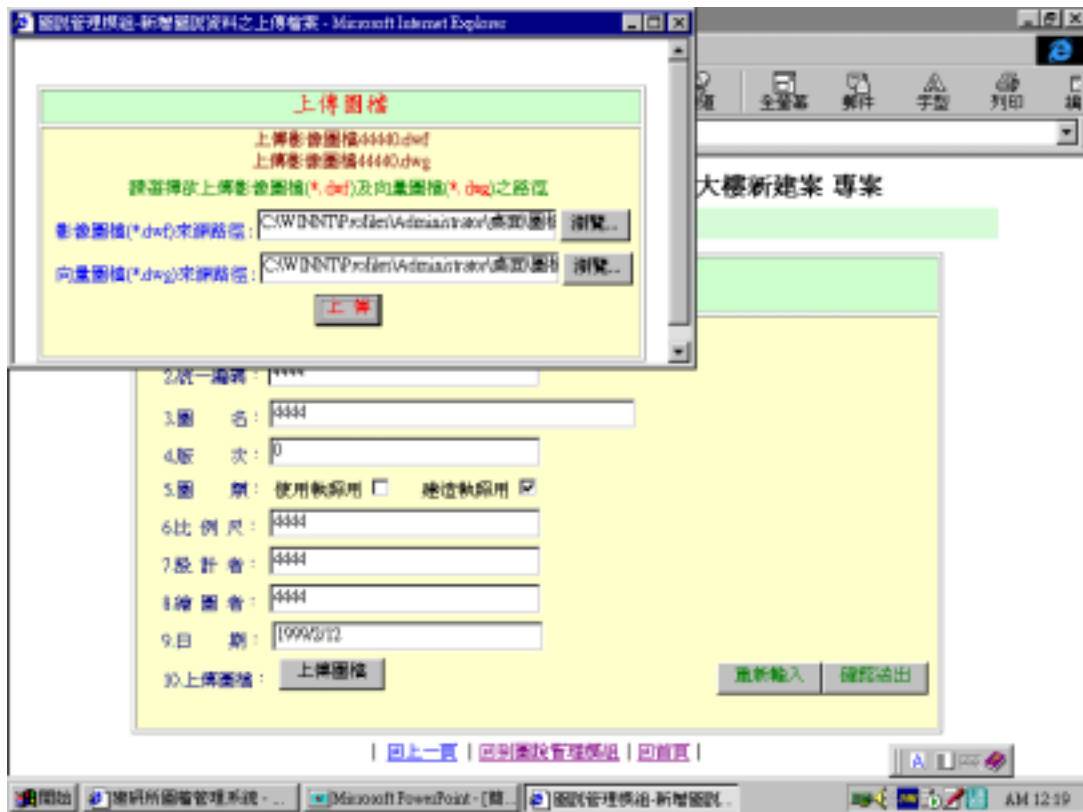 圖說管理模組-新增圖說資料之上傳檔案 - Microsoft Internet Explorer
上傳圖檔
上傳影像圖檔44440.dwf
上傳影像圖檔44440.dwg
請選擇欲上傳影像圖檔(*.dwf)及向量圖檔(*.dwg)之路徑
影像圖檔(*.dwf)來源路徑: C:\WINNT\Profiles\Administrator\桌面\圖檔 瀏覽...
向量圖檔(*.dwg)來源路徑: C:\WINNT\Profiles\Administrator\桌面\圖檔 瀏覽...
上 傳
全螢幕 郵件 字型 列印 編
大樓新建案 專案
2.統一編碼: 4444
3.圖 名: 4444
4.版 次: 0
5.圖 類: 使用執照用 建造執照用
6.比 例 尺: 4444
7.設 計 者: 4444
8.繪 圖 者: 4444
9.日 期: 1999/2/12
10.上傳圖檔: 上傳圖檔
重新輸入 確認送出
| 回上一頁 | 回到圖說管理模組 | 回首頁 |
A
開始 圖檔管理系統 - ... Microsoft PowerPoint - [簡... 圖說管理模組-新增圖說... AM 12:19